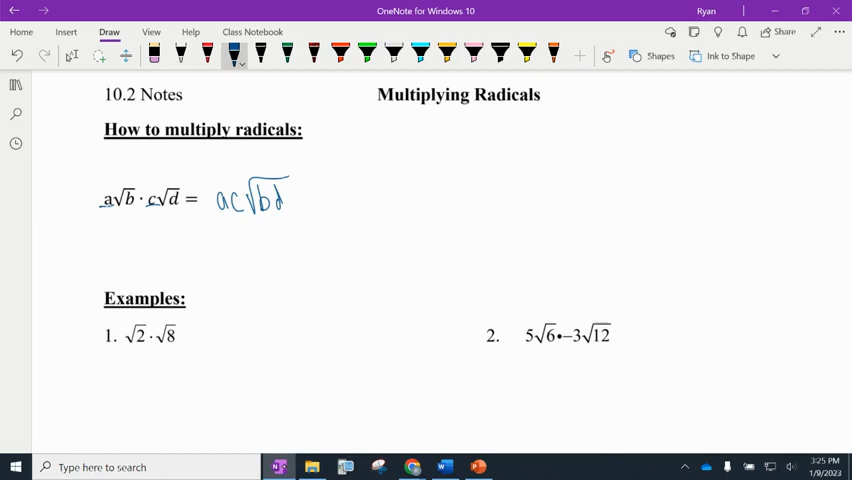 OneNote for Windows 10
Ryan
Home Insert Draw View Help Class Notebook Share
Shapes Ink to Shape
10.2 Notes Multiplying Radicals
How to multiply radicals:
a√b · c√d = ac√bd
Examples:
1. √2 · √8 2. 5√6•−3√12
Type here to search
3:25 PM
1/9/2023